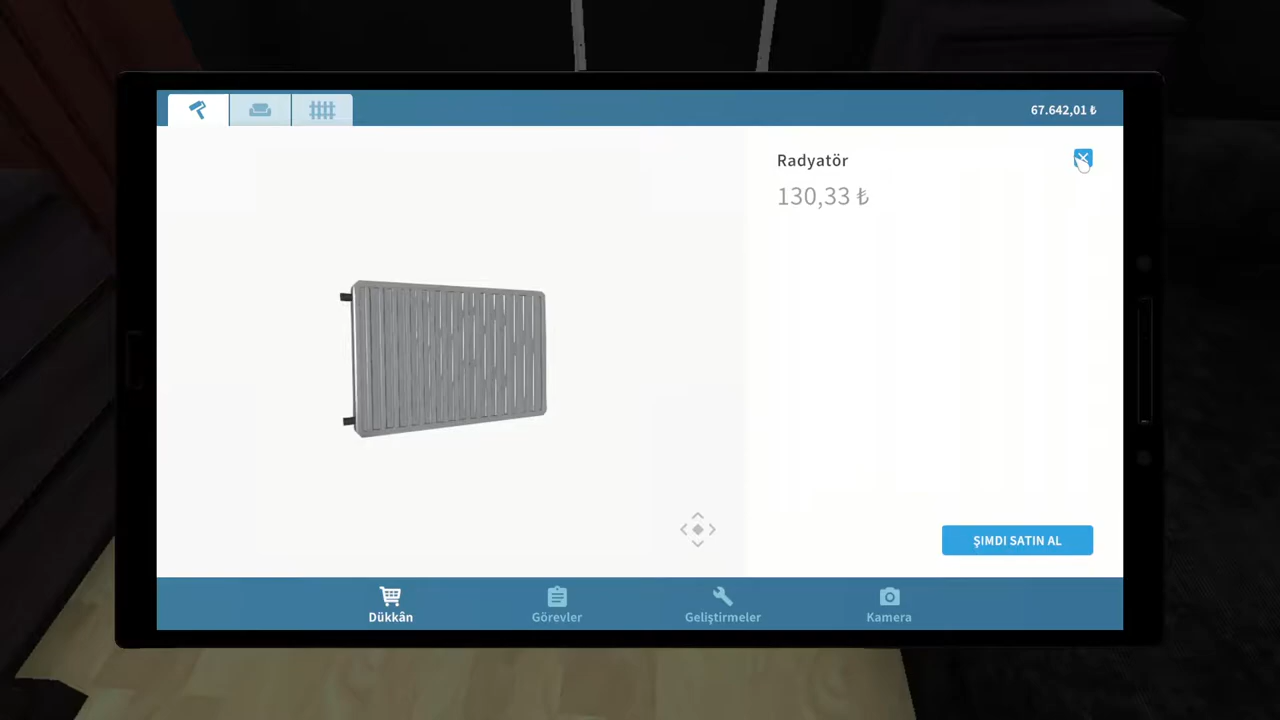 67.642,01 ₺
Radyatör
130,33 ₺
ŞIMDI SATIN AL
Dükkân
Görevler
Geliştirmeler
Kamera